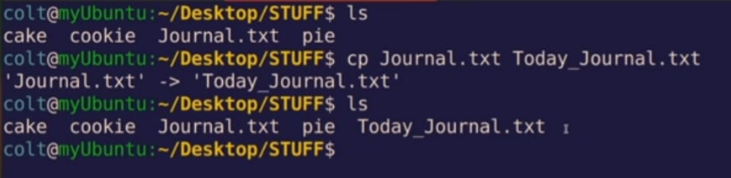 colt@myUbuntu:~/Desktop/STUFF$ ls
cake  cookie  Journal.txt  pie
colt@myUbuntu:~/Desktop/STUFF$ cp Journal.txt Today_Journal.txt
'Journal.txt' -> 'Today_Journal.txt'
colt@myUbuntu:~/Desktop/STUFF$ ls
cake  cookie  Journal.txt  pie  Today_Journal.txt
colt@myUbuntu:~/Desktop/STUFF$